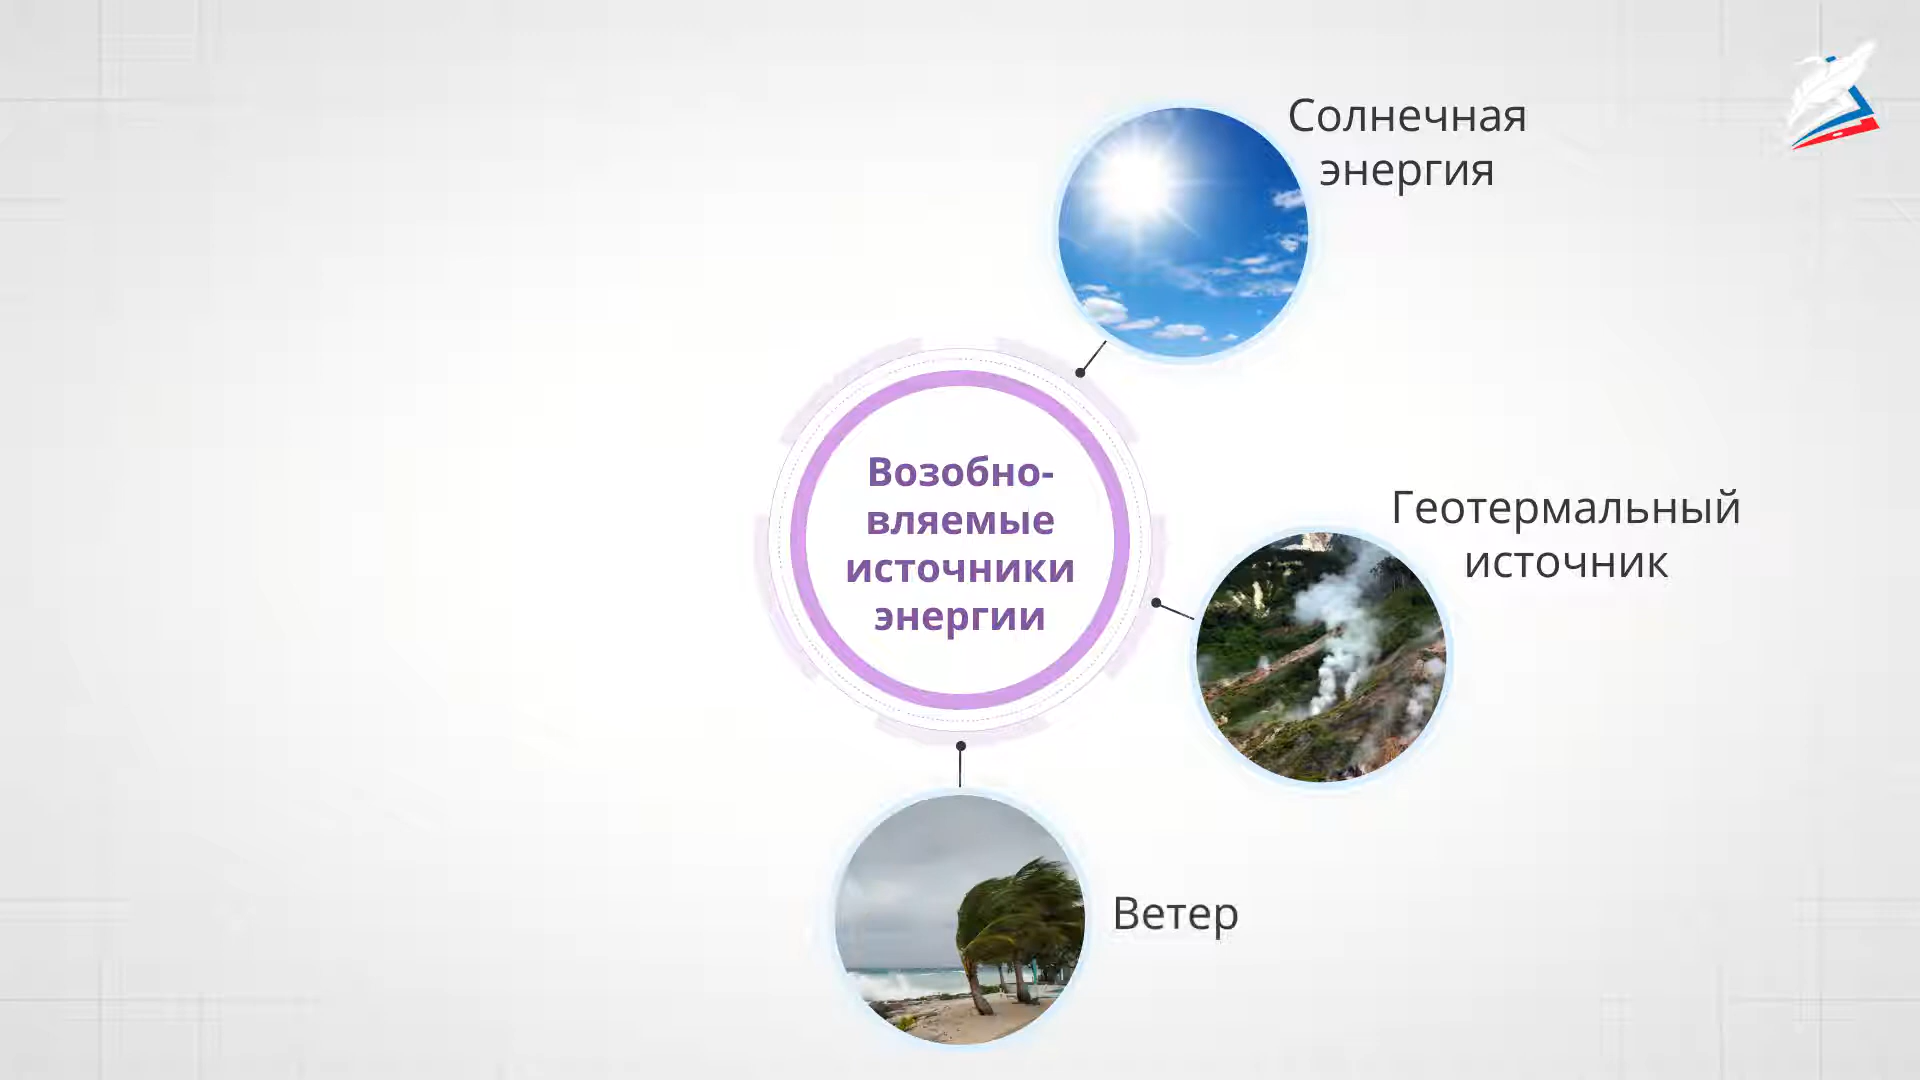 Солнечная
энергия
Возобно-
вляемые
источники
энергии
Геотермальный
источник
Ветер